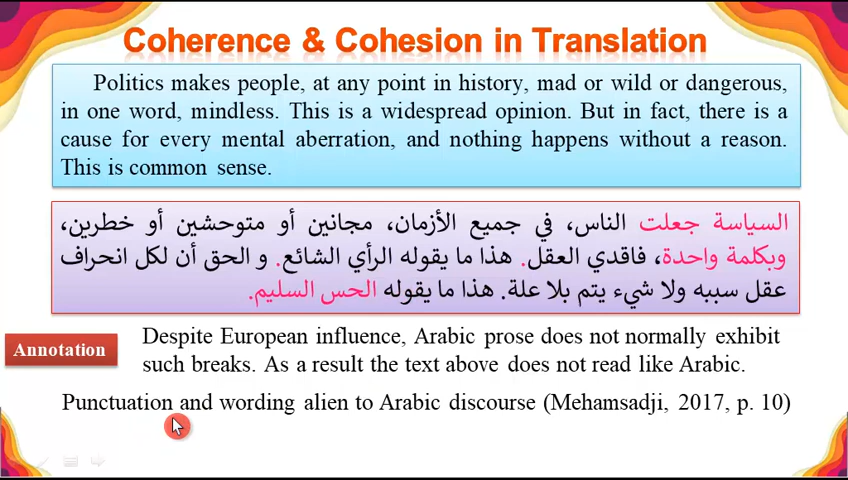 Coherence & Cohesion in Translation
Politics makes people, at any point in history, mad or wild or dangerous,
in one word, mindless. This is a widespread opinion. But in fact, there is a
cause for every mental aberration, and nothing happens without a reason.
This is common sense.
السياسة جعلت الناس، في جميع الأزمان، مجانين أو متوحشين أو خطرين،
وبكلمة واحدة، فاقدي العقل. هذا ما يقوله الرأي الشائع. و الحق أن لكل انحراف
عقل سببه ولا شيء يتم بلا علة. هذا ما يقوله الحس السليم.
Annotation
Despite European influence, Arabic prose does not normally exhibit
such breaks. As a result the text above does not read like Arabic.
Punctuation and wording alien to Arabic discourse (Mehamsadji, 2017, p. 10)